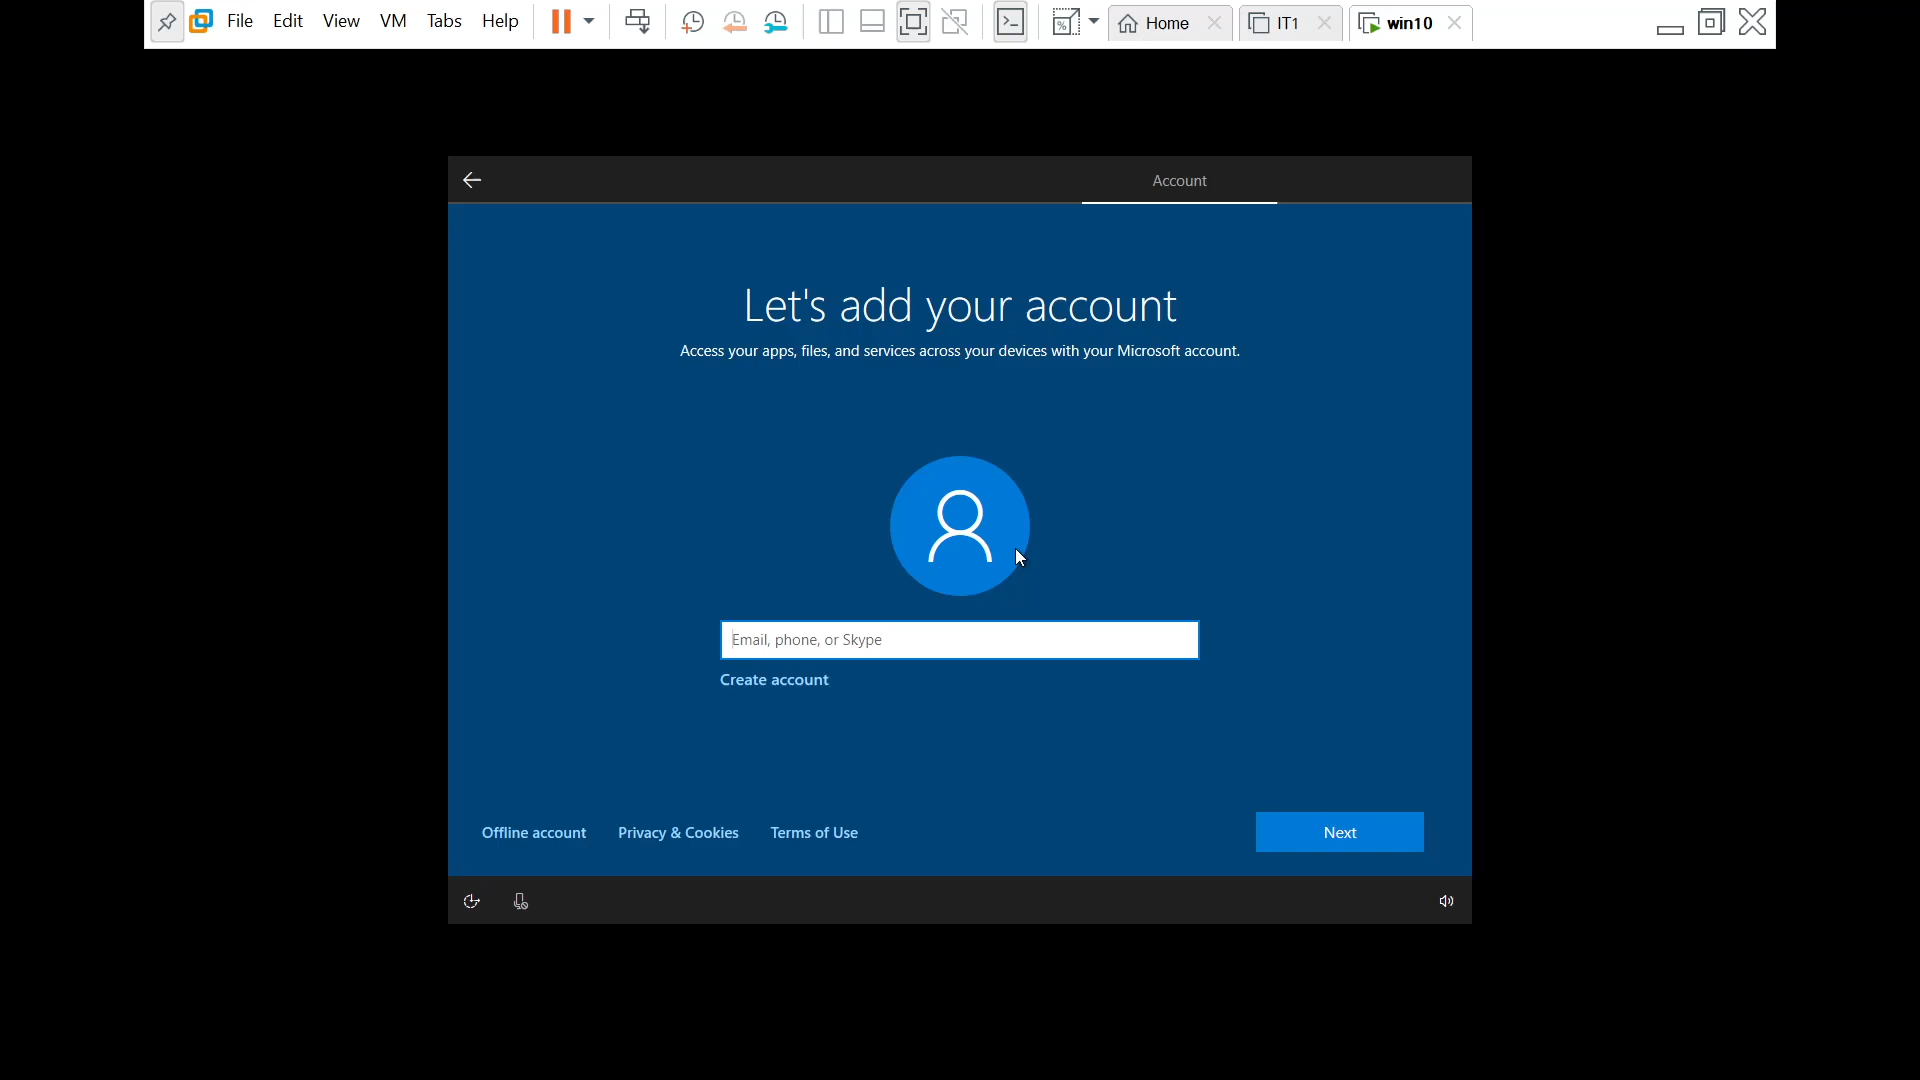 File Edit View VM Tabs Help Home IT1 win10
Account
Let's add your account
Access your apps, files, and services across your devices with your Microsoft account.
Email, phone, or Skype
Create account
Offline account Privacy & Cookies Terms of Use Next